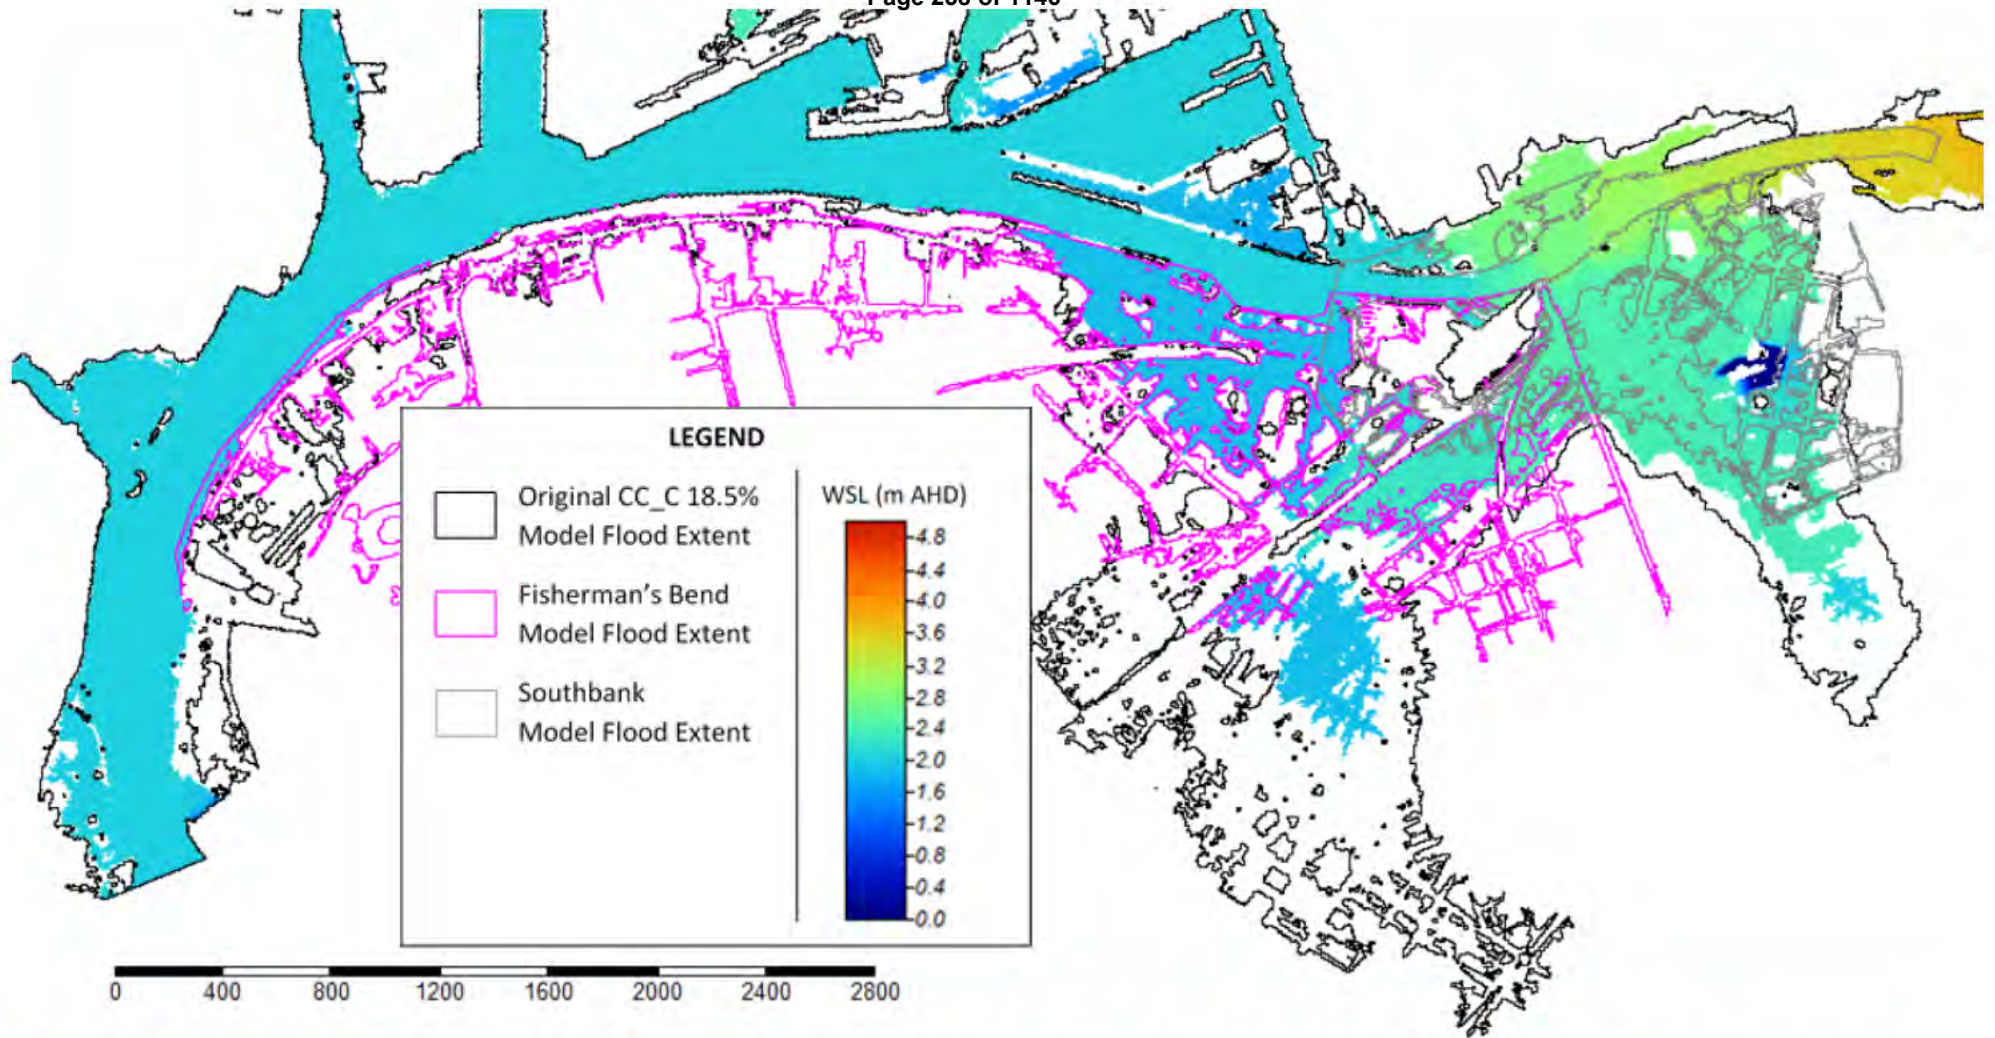 LEGEND
Original CC_C 18.5%
Model Flood Extent
Fisherman's Bend
Model Flood Extent
Southbank
Model Flood Extent
WSL (m AHD)
4.8
4.4
4.0
3.6
3.2
2.8
2.4
2.0
1.6
1.2
0.8
0.4
0.0
0 400 800 1200 1600 2000 2400 2800